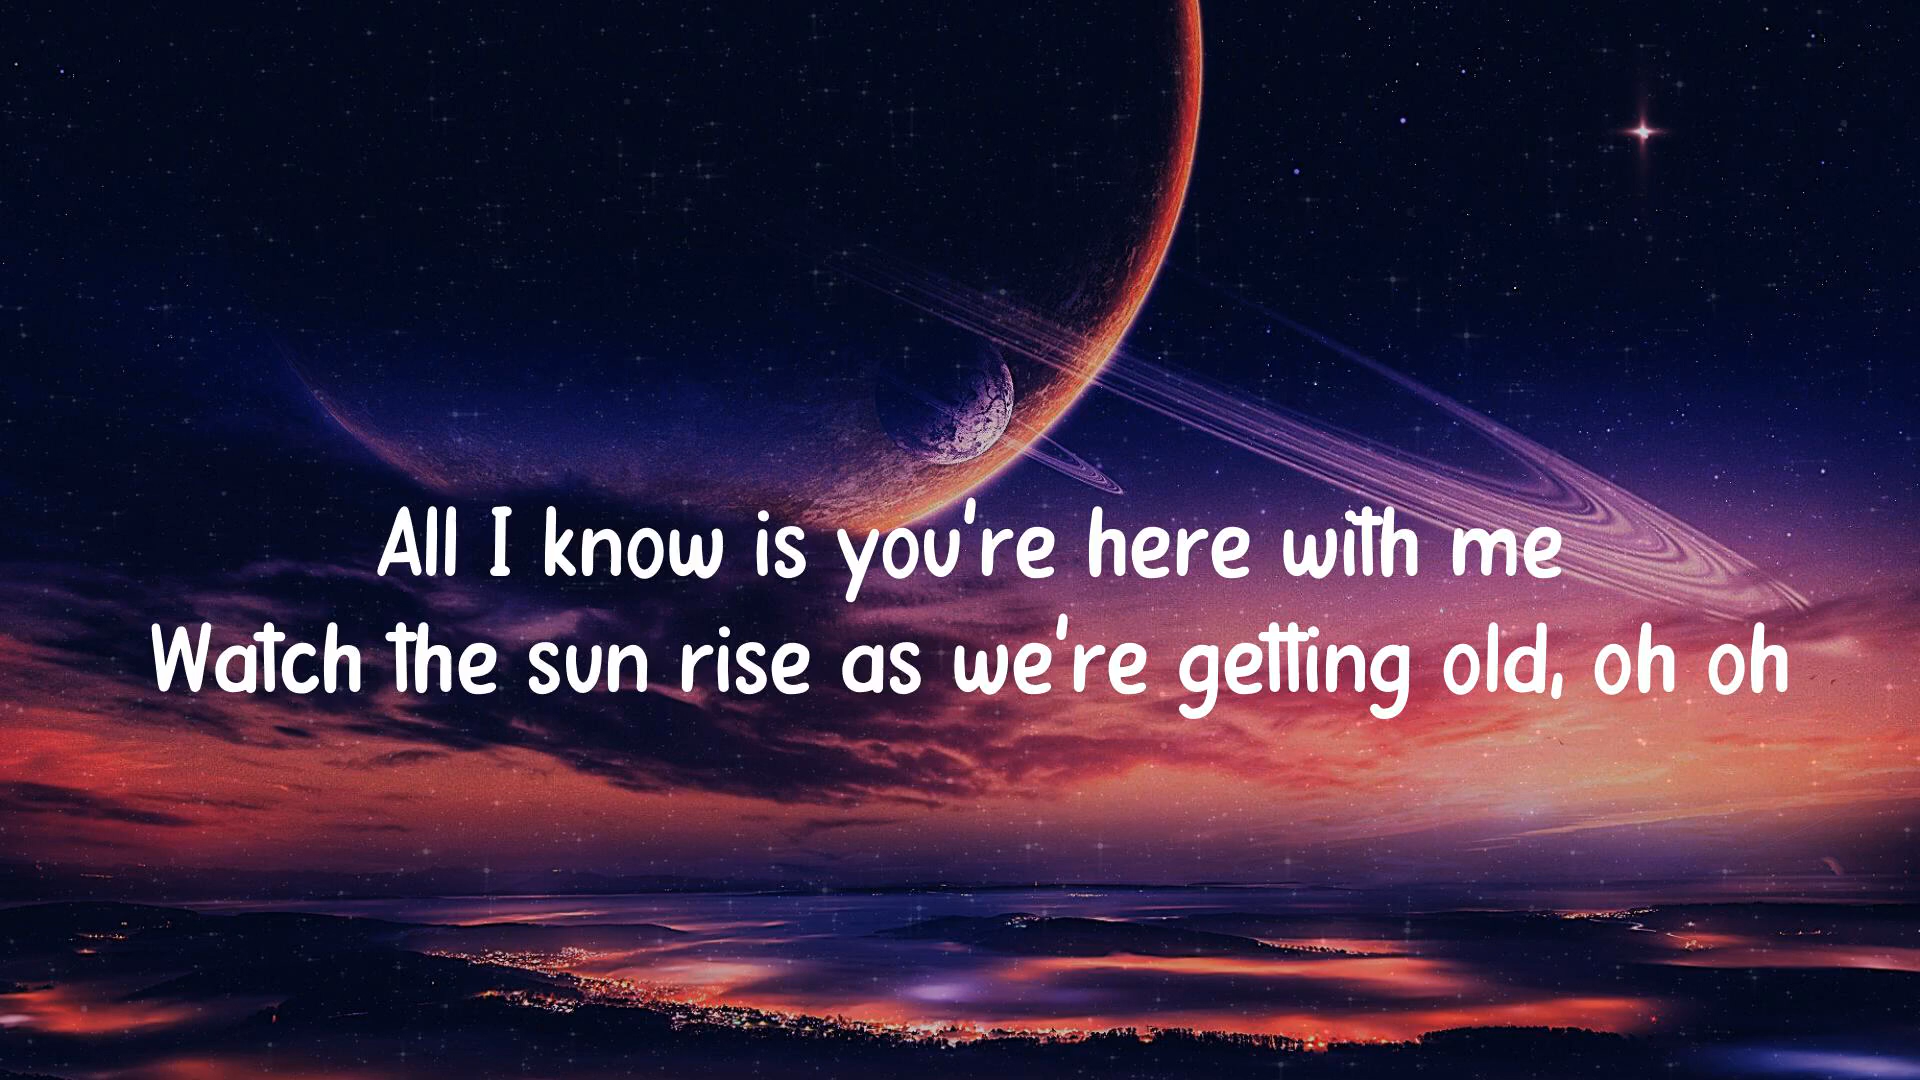 All I know is you're here with me
Watch the sun rise as we're getting old, oh oh